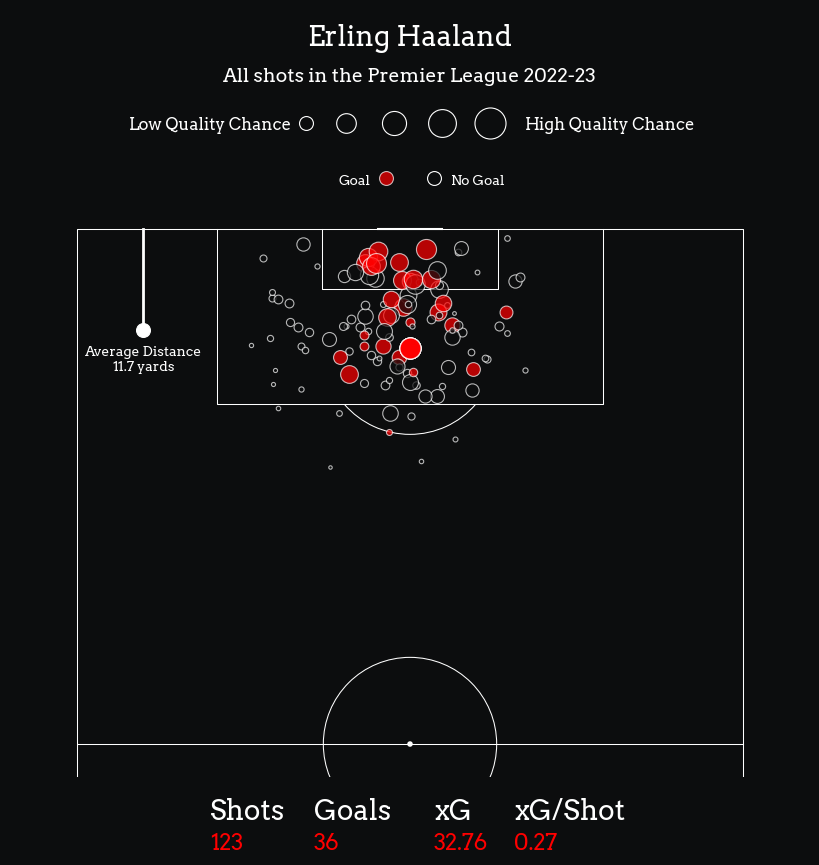 Erling Haaland
All shots in the Premier League 2022-23
Low Quality Chance High Quality Chance
Goal No Goal
Average Distance
11.7 yards
Shots Goals xG xG/Shot
123 36 32.76 0.27